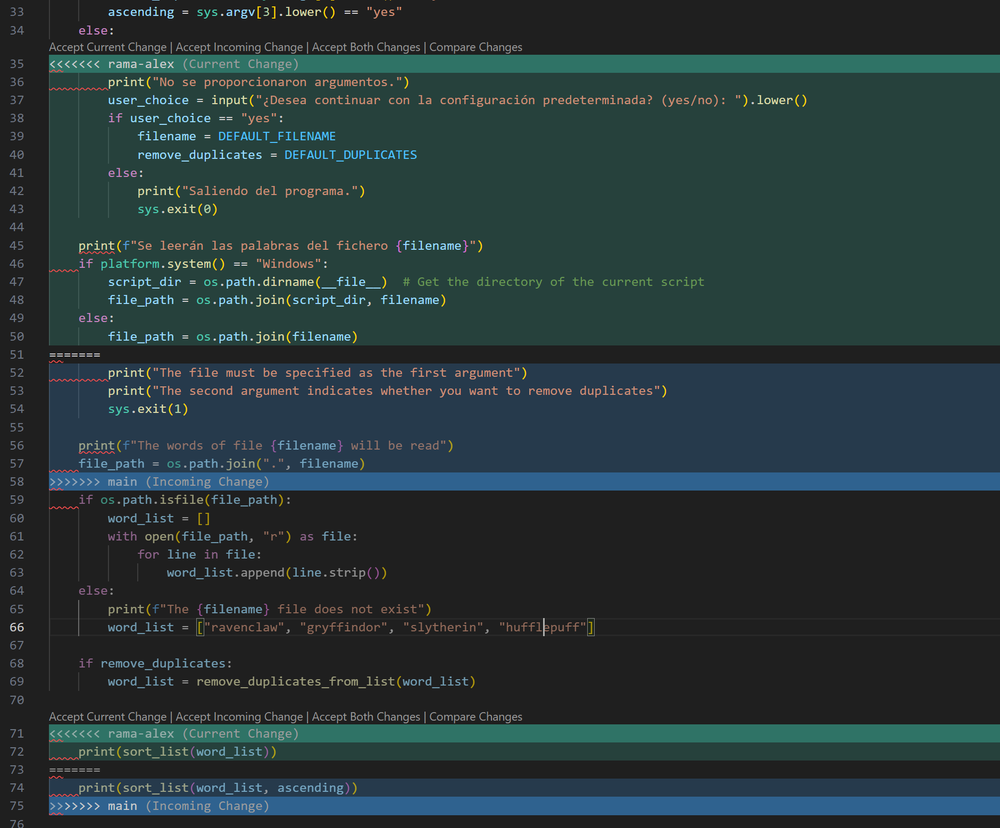 33 ascending = sys.argv[3].lower() == "yes"
34 else:
Accept Current Change | Accept Incoming Change | Accept Both Changes | Compare Changes
35 <<<<<<< rama-alex (Current Change)
36 print("No se proporcionaron argumentos.")
37 user_choice = input("¿Desea continuar con la configuración predeterminada? (yes/no): ").lower()
38 if user_choice == "yes":
39 filename = DEFAULT_FILENAME
40 remove_duplicates = DEFAULT_DUPLICATES
41 else:
42 print("Saliendo del programa.")
43 sys.exit(0)
44
45 print(f"Se leerán las palabras del fichero {filename}")
46 if platform.system() == "Windows":
47 script_dir = os.path.dirname(__file__)  # Get the directory of the current script
48 file_path = os.path.join(script_dir, filename)
49 else:
50 file_path = os.path.join(filename)
51 =======
52 print("The file must be specified as the first argument")
53 print("The second argument indicates whether you want to remove duplicates")
54 sys.exit(1)
55
56 print(f"The words of file {filename} will be read")
57 file_path = os.path.join(".", filename)
58 >>>>>>> main (Incoming Change)
59 if os.path.isfile(file_path):
60 word_list = []
61 with open(file_path, "r") as file:
62 for line in file:
63 word_list.append(line.strip())
64 else:
65 print(f"The {filename} file does not exist")
66 word_list = ["ravenclaw", "gryffindor", "slytherin", "hufflepuff"]
67
68 if remove_duplicates:
69 word_list = remove_duplicates_from_list(word_list)
70
Accept Current Change | Accept Incoming Change | Accept Both Changes | Compare Changes
71 <<<<<<< rama-alex (Current Change)
72 print(sort_list(word_list))
73 =======
74 print(sort_list(word_list, ascending))
75 >>>>>>> main (Incoming Change)
76